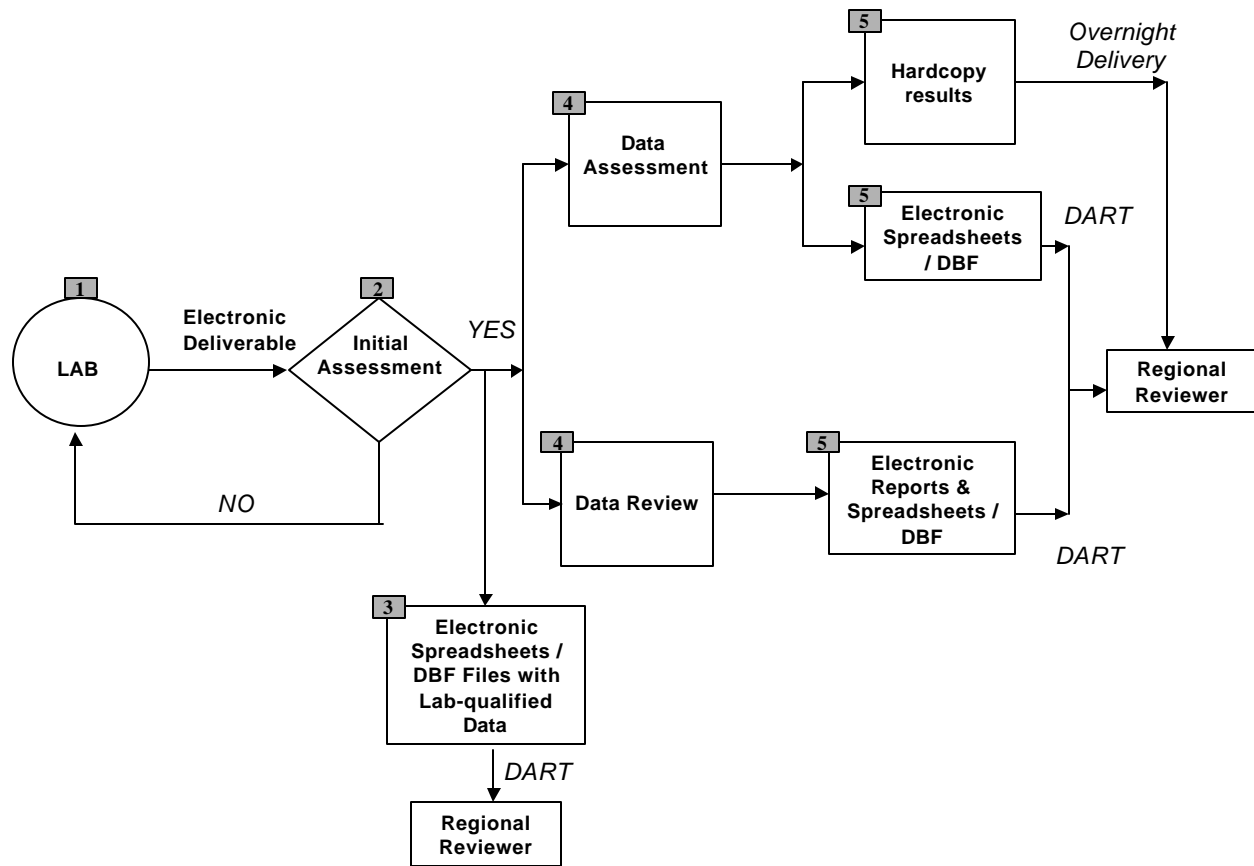 5
Hardcopy
results
Overnight
Delivery
4
Data
Assessment
5
Electronic
Spreadsheets
/ DBF
DART
1
LAB
Electronic
Deliverable
2
Initial
Assessment
YES
NO
Regional
Reviewer
4
Data Review
5
Electronic
Reports &
Spreadsheets /
DBF
DART
3
Electronic
Spreadsheets /
DBF Files with
Lab-qualified
Data
DART
Regional
Reviewer